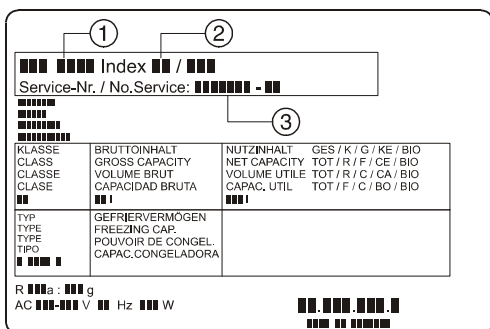 1 2
Index /
Service-Nr. / No.Service: -
3
KLASSE BRUTTOINHALT NUTZINHALT GES / K / G / KE / BIO
CLASS GROSS CAPACITY NET CAPACITY TOT / R / F / CE / BIO
CLASSE VOLUME BRUT VOLUME UTILE TOT / R / C / CA / BIO
CLASE CAPACIDAD BRUTA CAPAC. UTIL TOT / F / C / BO / BIO
l l
TYP GEFRIERVERMÖGEN
TYPE FREEZING CAP.
TYPE POUVOIR DE CONGEL.
TIPO CAPAC.CONGELADORA
R a : g
AC - V Hz W